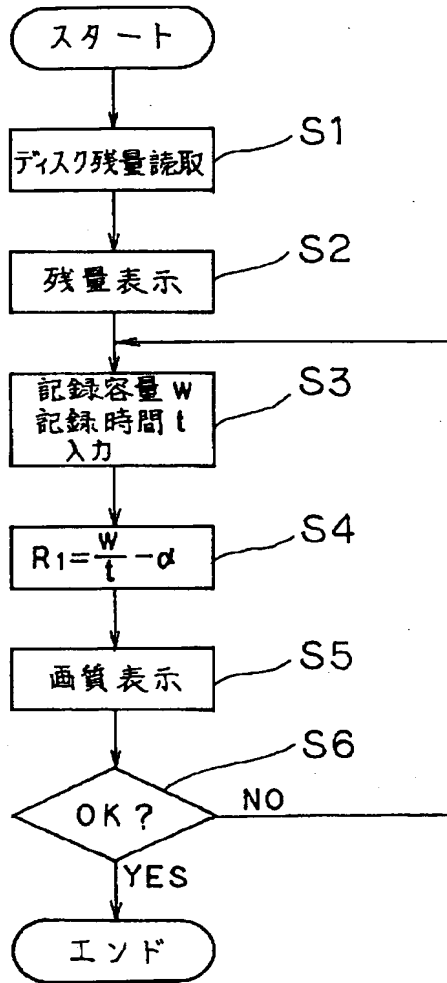 スタート
ディスク残量読取
S1
残量表示
S2
記録容量 W
記録時間 t
入力
S3
R1=W/t-α
S4
画質表示
S5
OK?
S6
NO
YES
エンド